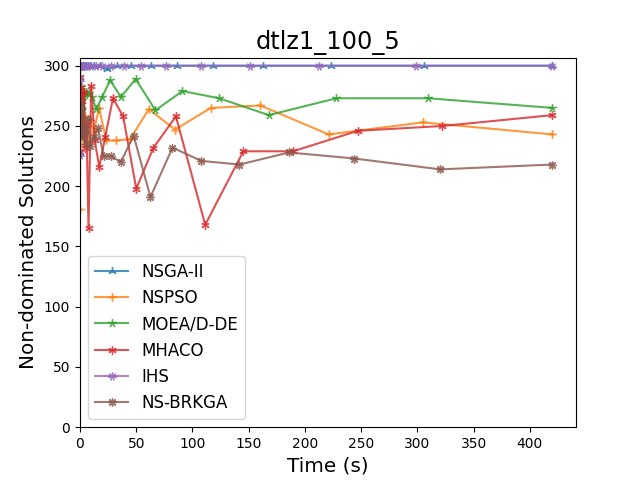 dtlz1_100_5
Non-dominated Solutions
300
250
200
150
100
50
0
NSGA-II
NSPSO
MOEA/D-DE
MHACO
IHS
NS-BRKGA
0 50 100 150 200 250 300 350 400
Time (s)